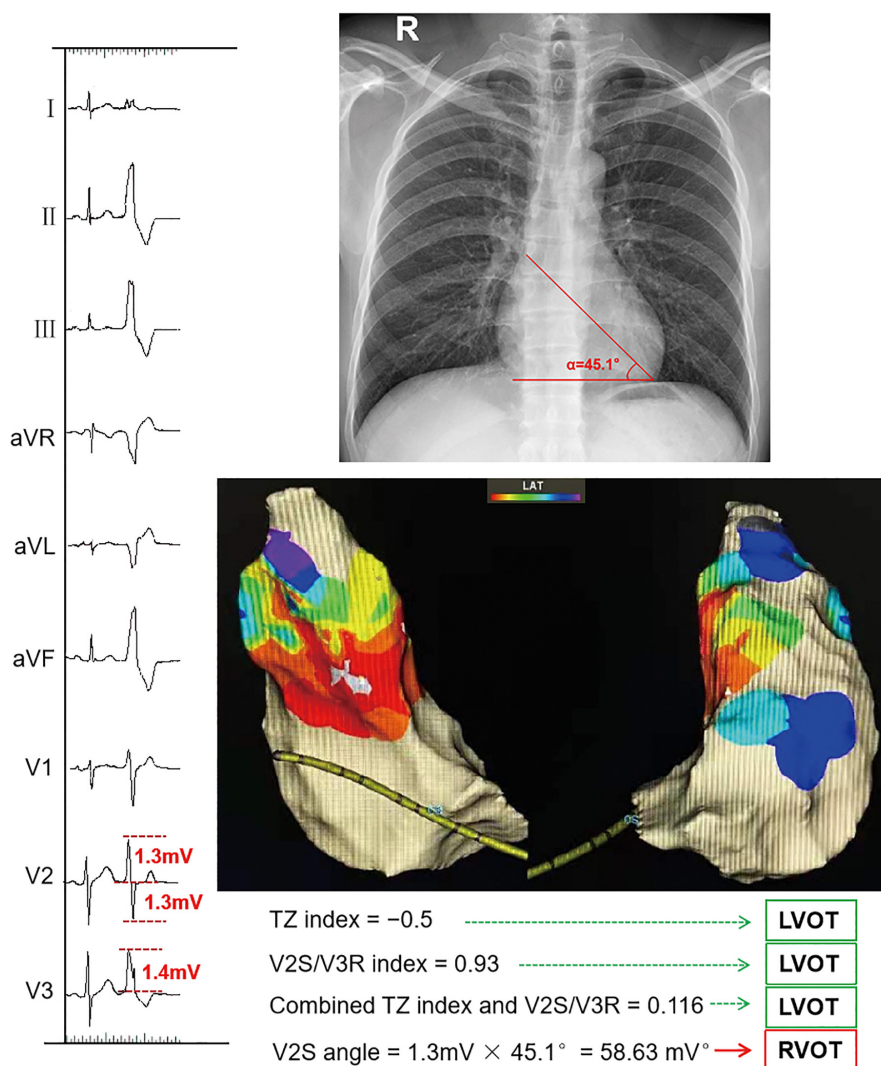 R
I
II
III
aVR
aVL
aVF
V1
V2
1.3mV
1.3mV
V3
1.4mV
α=45.1°
LAT
CS
CS
TZ index = −0.5 LVOT
V2S/V3R index = 0.93 LVOT
Combined TZ index and V2S/V3R = 0.116 LVOT
V2S angle = 1.3mV × 45.1° = 58.63 mV° RVOT